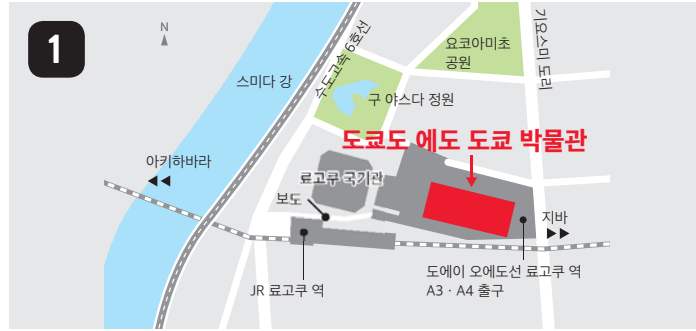 1
N
스미다 강
수도고속 6호선
요코아미초
공원
기요스미 도리
구 야스다 정원
도쿄도 에도 도쿄 박물관
아키하바라
료고쿠 국기관
보도
지바
JR 료고쿠 역
도에이 오에도선 료고쿠 역
A3 · A4 출구